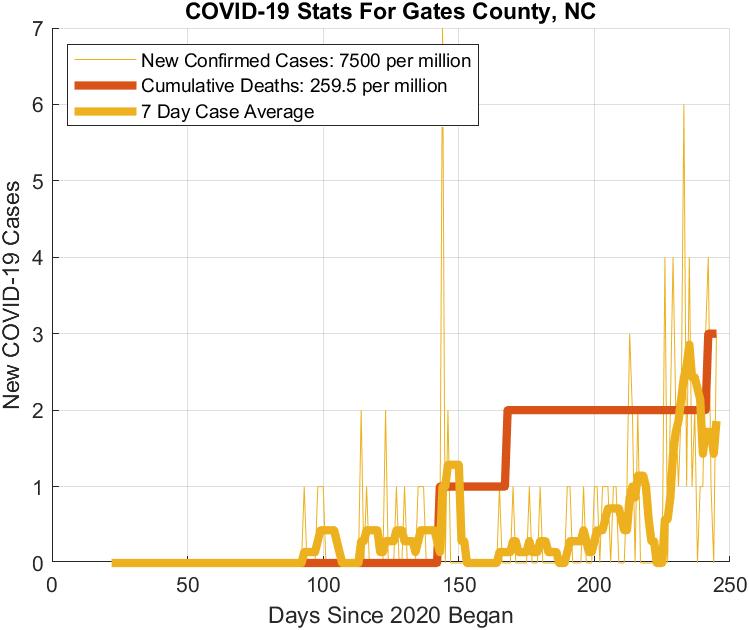 COVID-19 Stats For Gates County, NC
New Confirmed Cases: 7500 per million
Cumulative Deaths: 259.5 per million
7 Day Case Average
New COVID-19 Cases
7
6
5
4
3
2
1
0
0 50 100 150 200 250
Days Since 2020 Began